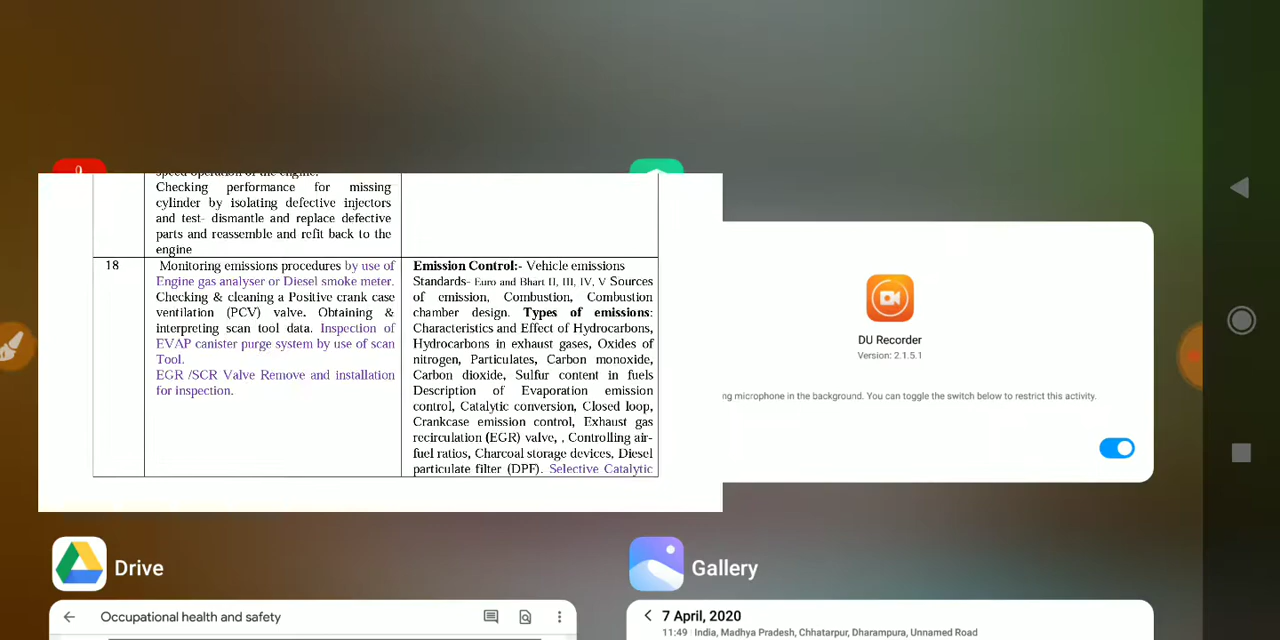 speed operation of the engine.
Checking performance for missing
cylinder by isolating defective injectors
and test- dismantle and replace defective
parts and reassemble and refit back to the
engine
18
Monitoring emissions procedures by use of
Engine gas analyser or Diesel smoke meter.
Checking & cleaning a Positive crank case
ventilation (PCV) valve. Obtaining &
interpreting scan tool data. Inspection of
EVAP canister purge system by use of scan
Tool.
EGR /SCR Valve Remove and installation
for inspection.
Emission Control:- Vehicle emissions
Standards- Euro and Bhart II, III, IV, V Sources
of emission, Combustion, Combustion
chamber design. Types of emissions:
Characteristics and Effect of Hydrocarbons,
Hydrocarbons in exhaust gases, Oxides of
nitrogen, Particulates, Carbon monoxide,
Carbon dioxide, Sulfur content in fuels
Description of Evaporation emission
control, Catalytic conversion, Closed loop,
Crankcase emission control, Exhaust gas
recirculation (EGR) valve, , Controlling air-
fuel ratios, Charcoal storage devices, Diesel
particulate filter (DPF). Selective Catalytic
DU Recorder
Version: 2.1.5.1
ng microphone in the background. You can toggle the switch below to restrict this activity.
Drive
Occupational health and safety
Gallery
7 April, 2020
11:49 India, Madhya Pradesh, Chhatarpur, Dharampura, Unnamed Road